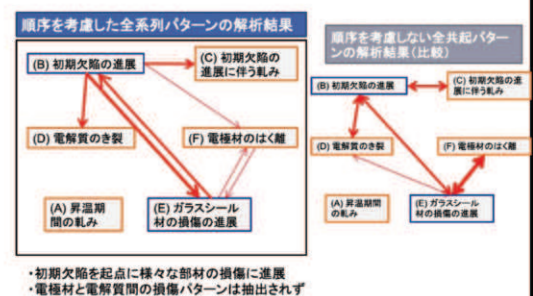 順序を考慮した全系列パターンの解析結果
(B) 初期欠陥の進展
(C) 初期欠陥の
進展に伴う軋み
(D) 電解質のき裂
(F) 電極材のはく離
(A) 昇温期
間の軋み
(E) ガラスシール
材の損傷の進展
順序を考慮しない全共起パター
ンの解析結果(比較)
(B) 初期欠陥の進展
(C) 初期欠陥の進
展に伴う軋み
(D) 電解質のき裂
(F) 電極材のはく離
(A) 昇温期間
の軋み
(E) ガラスシール
材の損傷の進展
・初期欠陥を起点に様々な部材の損傷に進展
・電極材と電解質間の損傷パターンは抽出されず